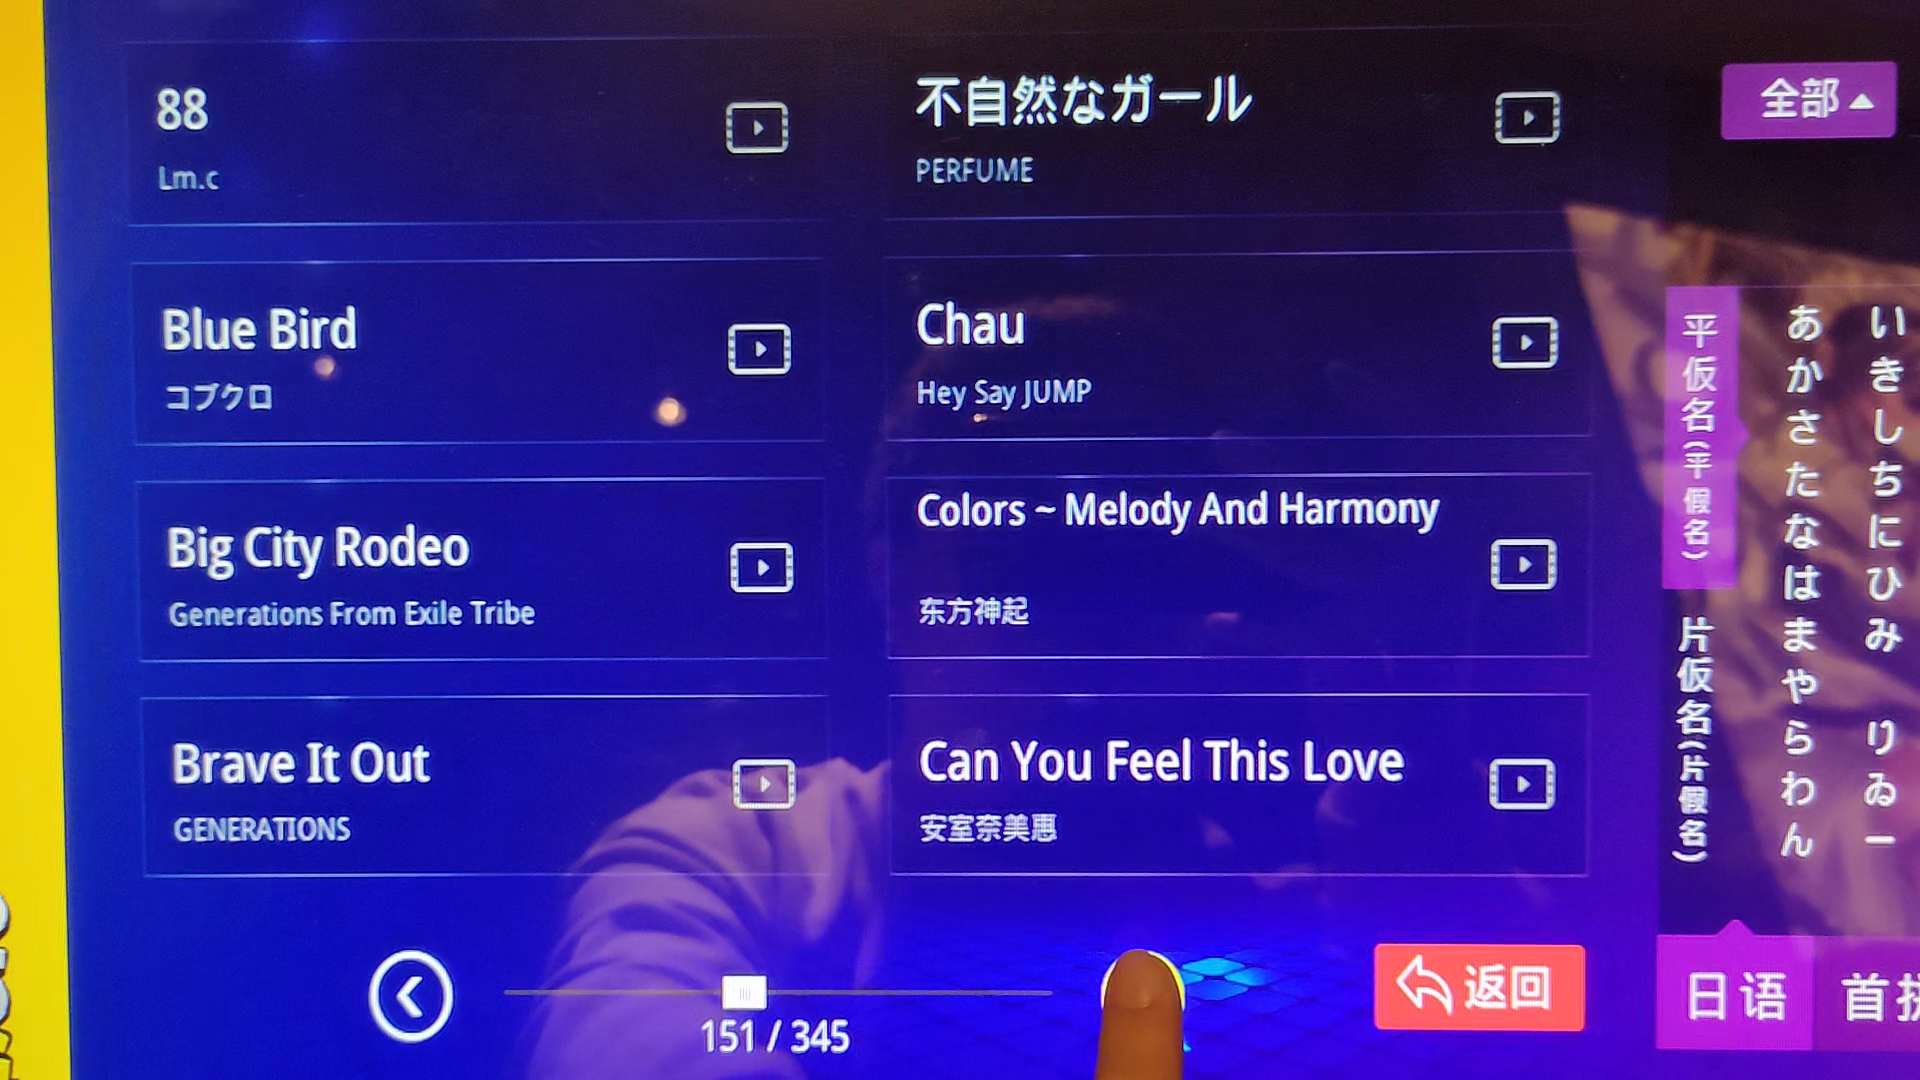 88
Lm.c
不自然なガール
PERFUME
全部
Blue Bird
コブクロ
Chau
Hey Say JUMP
Big City Rodeo
Generations From Exile Tribe
Colors ~ Melody And Harmony
东方神起
Brave It Out
GENERATIONS
Can You Feel This Love
安室奈美恵
平仮名(平假名)
片仮名(片假名)
あかさたなはまやらわん
いきしちにひみ りゐー
151 / 345
返回
日语
首